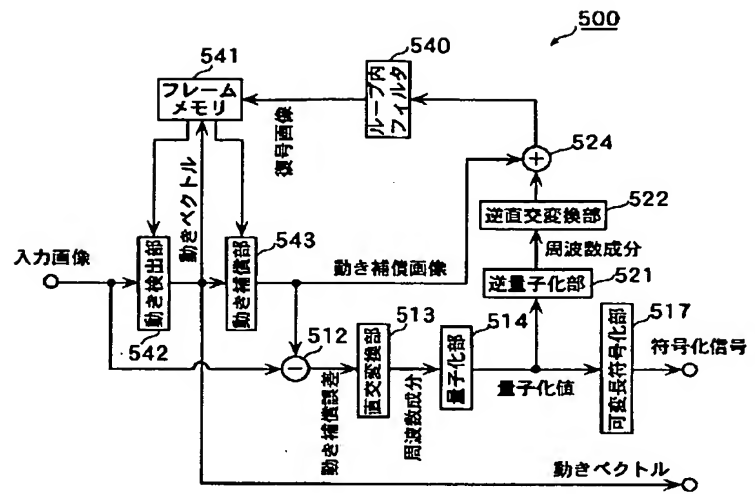 500
541
フレーム
メモリ
540
ループ内
フィルタ
復号画像
524
動きベクトル
522
逆直交変換部
周波数成分
入力画像
動き検出部
542
543
動き補償部
動き補償画像
逆量子化部
521
512
513
514
517
動き補償誤差
直交変換部
周波数成分
量子化部
量子化値
可変長符号化部
符号化信号
動きベクトル